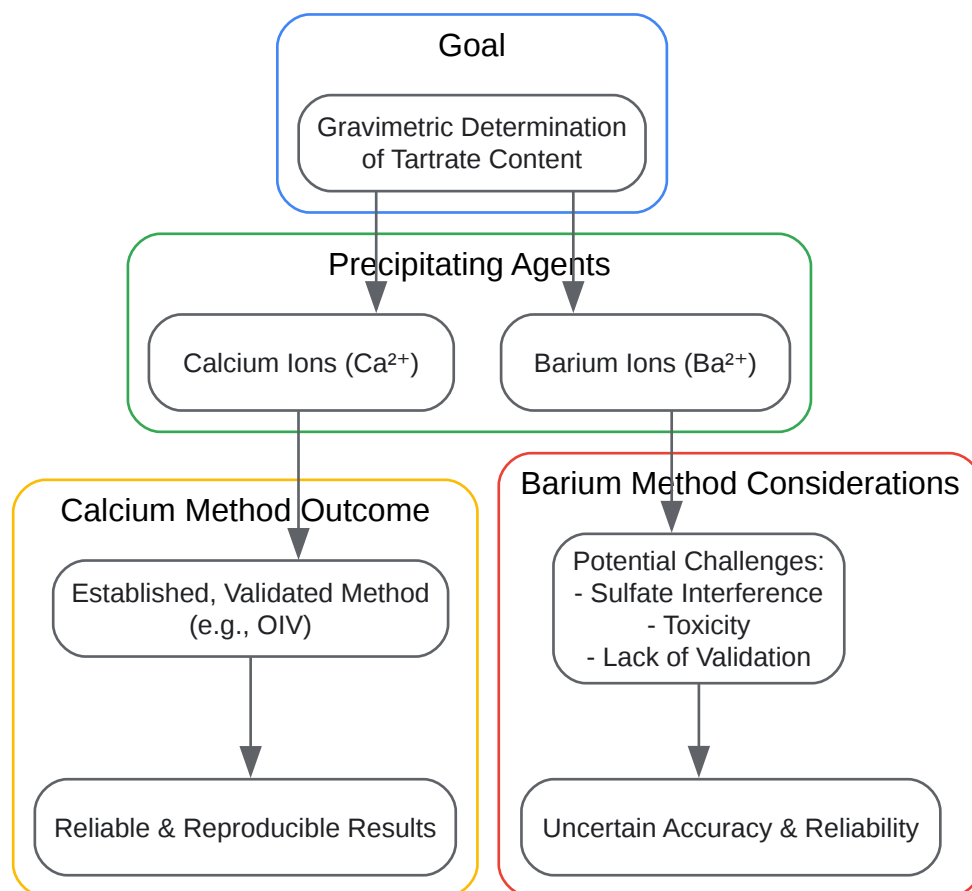 Goal
Gravimetric Determination
of Tartrate Content
Precipitating Agents
Calcium Ions (Ca²⁺)
Barium Ions (Ba²⁺)
Calcium Method Outcome
Established, Validated Method
(e.g., OIV)
Reliable & Reproducible Results
Barium Method Considerations
Potential Challenges:
- Sulfate Interference
- Toxicity
- Lack of Validation
Uncertain Accuracy & Reliability